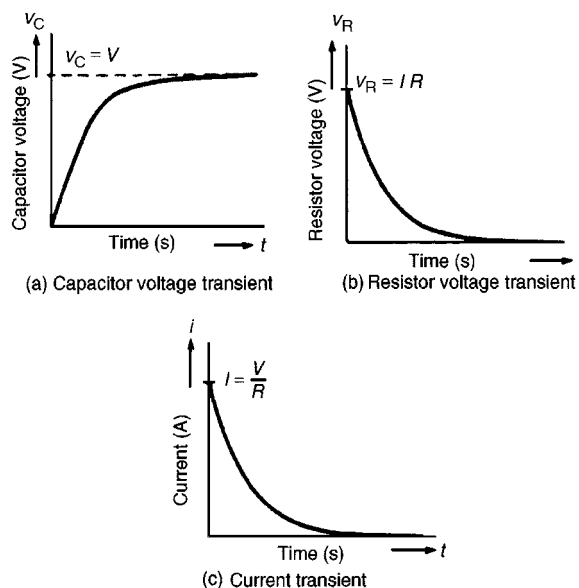 v_C
v_C = V
Capacitor voltage (V)
Time (s)
t
(a) Capacitor voltage transient
v_R
v_R = I R
Resistor voltage (V)
Time (s)
(b) Resistor voltage transient
i
I = V/R
Current (A)
Time (s)
t
(c) Current transient